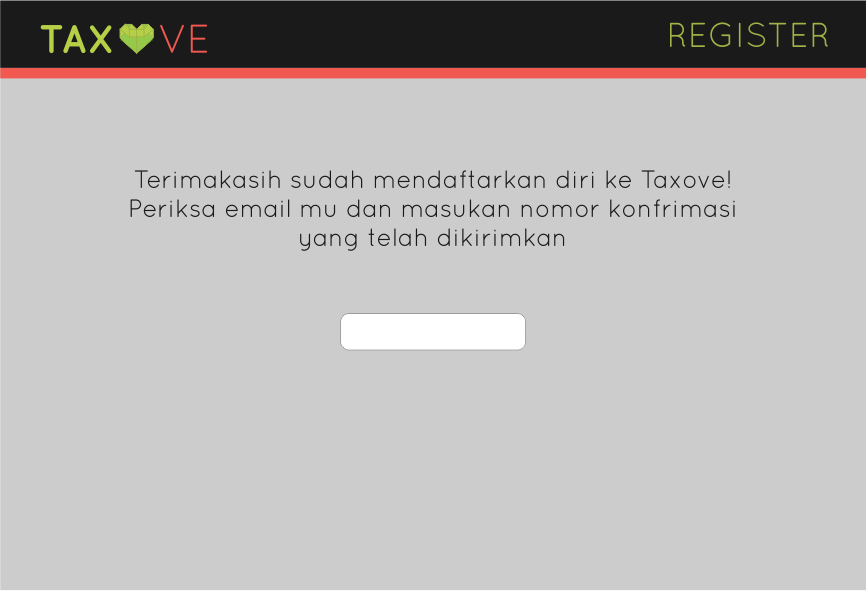 TAX VE
REGISTER
Terimakasih sudah mendaftarkan diri ke Taxove!
Periksa email mu dan masukan nomor konfrimasi
yang telah dikirimkan